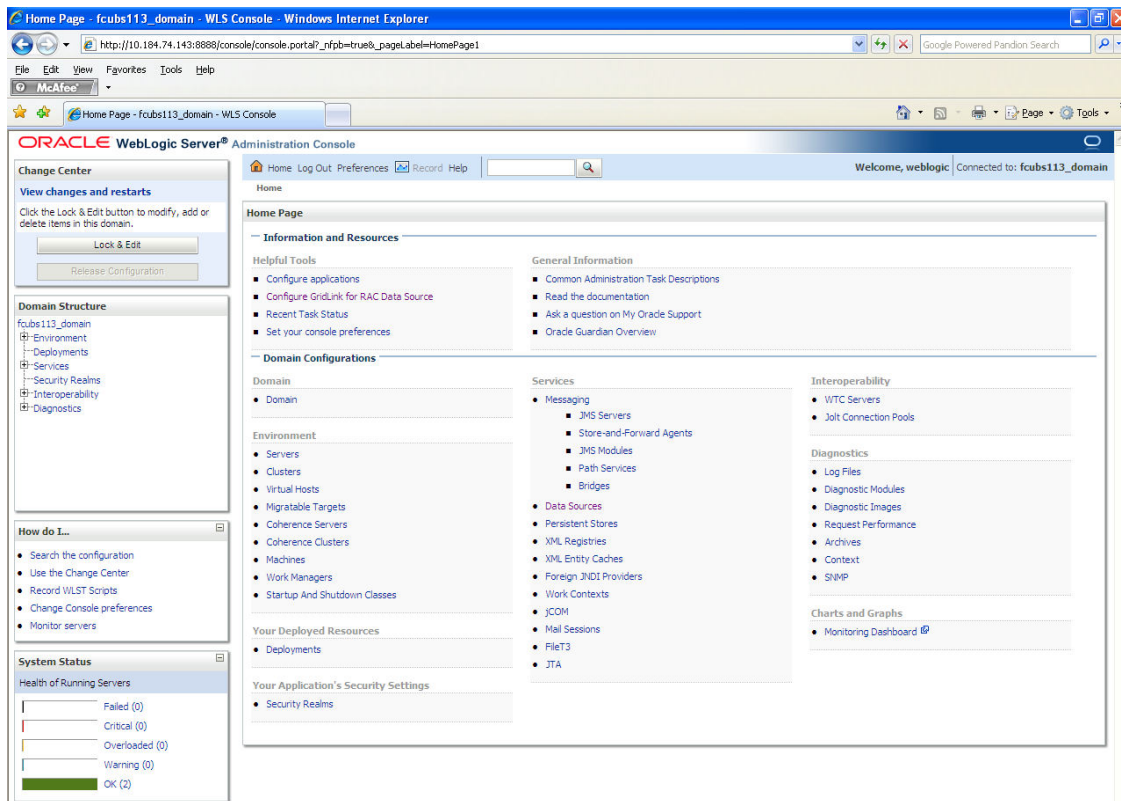 Home Page - fcubs113_domain - WLS Console - Windows Internet Explorer
http://10.184.74.143:8888/console/console.portal?_nfpb=true&_pageLabel=HomePage1
Google Powered Pandion Search
File Edit View Favorites Tools Help
McAfee
Home Page - fcubs113_domain - WLS Console
Page Tools
ORACLE WebLogic Server® Administration Console
Change Center
View changes and restarts
Click the Lock & Edit button to modify, add or
delete items in this domain.
Lock & Edit
Release Configuration
Domain Structure
fcubs113_domain
Environment
Deployments
Services
Security Realms
Interoperability
Diagnostics
How do I...
Search the configuration
Use the Change Center
Record WLST Scripts
Change Console preferences
Monitor servers
System Status
Health of Running Servers
Failed (0)
Critical (0)
Overloaded (0)
Warning (0)
OK (2)
Home Log Out Preferences Record Help
Welcome, weblogic Connected to: fcubs113_domain
Home
Home Page
Information and Resources
Helpful Tools
Configure applications
Configure GridLink for RAC Data Source
Recent Task Status
Set your console preferences
General Information
Common Administration Task Descriptions
Read the documentation
Ask a question on My Oracle Support
Oracle Guardian Overview
Domain Configurations
Domain
Domain
Environment
Servers
Clusters
Virtual Hosts
Migratable Targets
Coherence Servers
Coherence Clusters
Machines
Work Managers
Startup And Shutdown Classes
Your Deployed Resources
Deployments
Your Application's Security Settings
Security Realms
Services
Messaging
JMS Servers
Store-and-Forward Agents
JMS Modules
Path Services
Bridges
Data Sources
Persistent Stores
XML Registries
XML Entity Caches
Foreign JNDI Providers
Work Contexts
jCOM
Mail Sessions
FileT3
JTA
Interoperability
WTC Servers
Jolt Connection Pools
Diagnostics
Log Files
Diagnostic Modules
Diagnostic Images
Request Performance
Archives
Context
SNMP
Charts and Graphs
Monitoring Dashboard